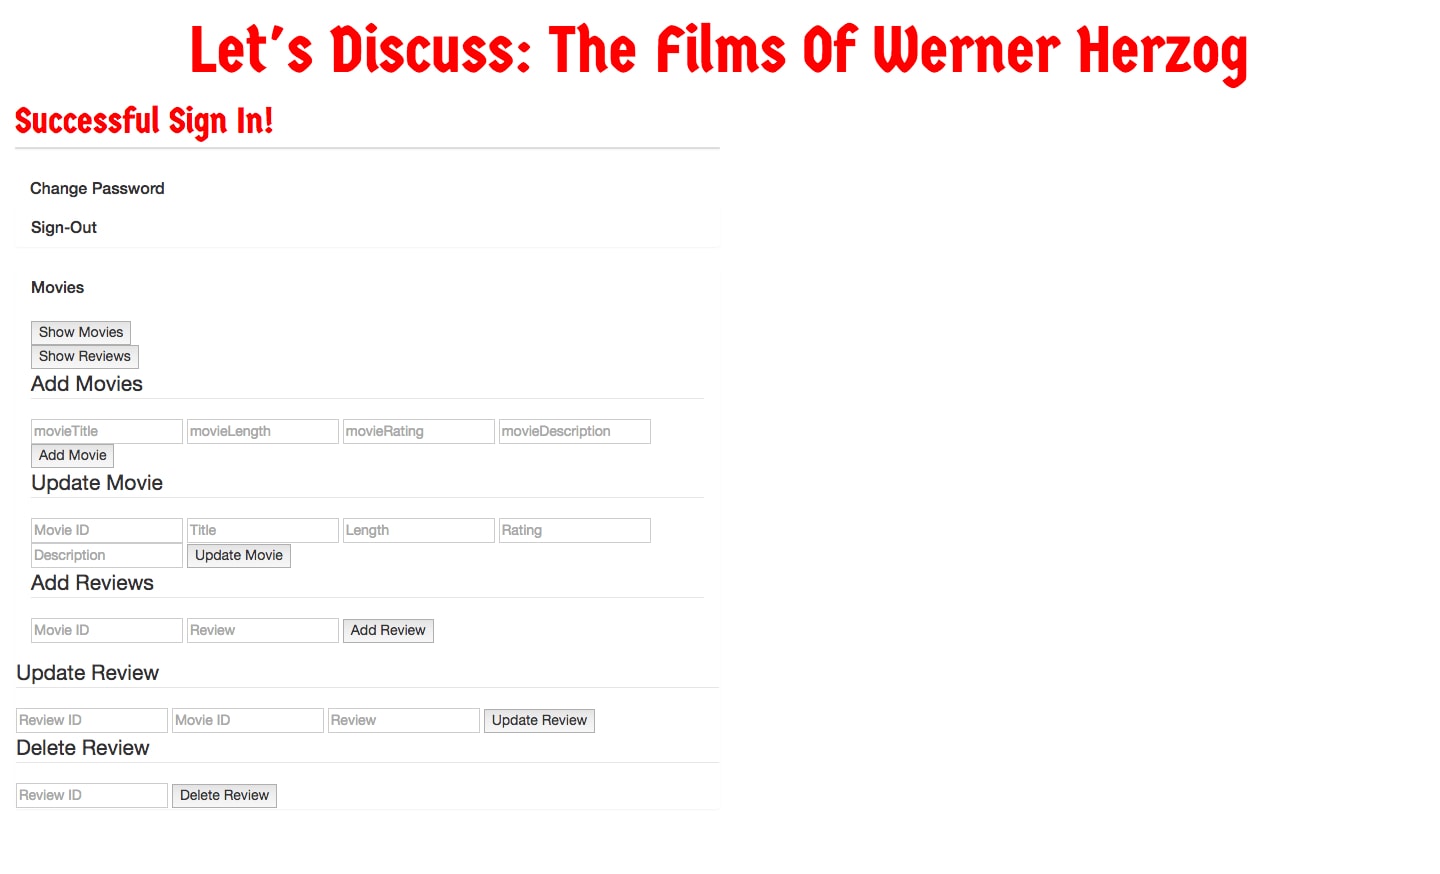 Let's Discuss: The Films Of Werner Herzog
Successful Sign In!
Change Password
Sign-Out
Movies
Show Movies
Show Reviews
Add Movies
movieTitle movieLength movieRating movieDescription
Add Movie
Update Movie
Movie ID Title Length Rating
Description Update Movie
Add Reviews
Movie ID Review Add Review
Update Review
Review ID Movie ID Review Update Review
Delete Review
Review ID Delete Review